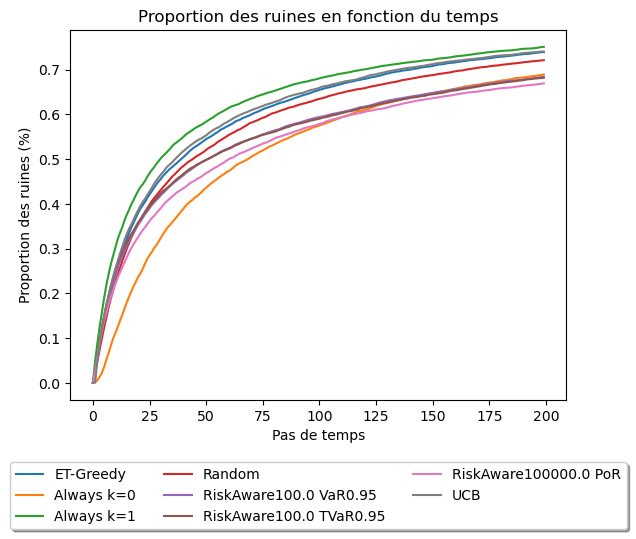 Proportion des ruines en fonction du temps
Proportion des ruines (%)
0.7
0.6
0.5
0.4
0.3
0.2
0.1
0.0
0 25 50 75 100 125 150 175 200
Pas de temps
ET-Greedy
Always k=0
Always k=1
Random
RiskAware100.0 VaR0.95
RiskAware100.0 TVaR0.95
RiskAware100000.0 PoR
UCB